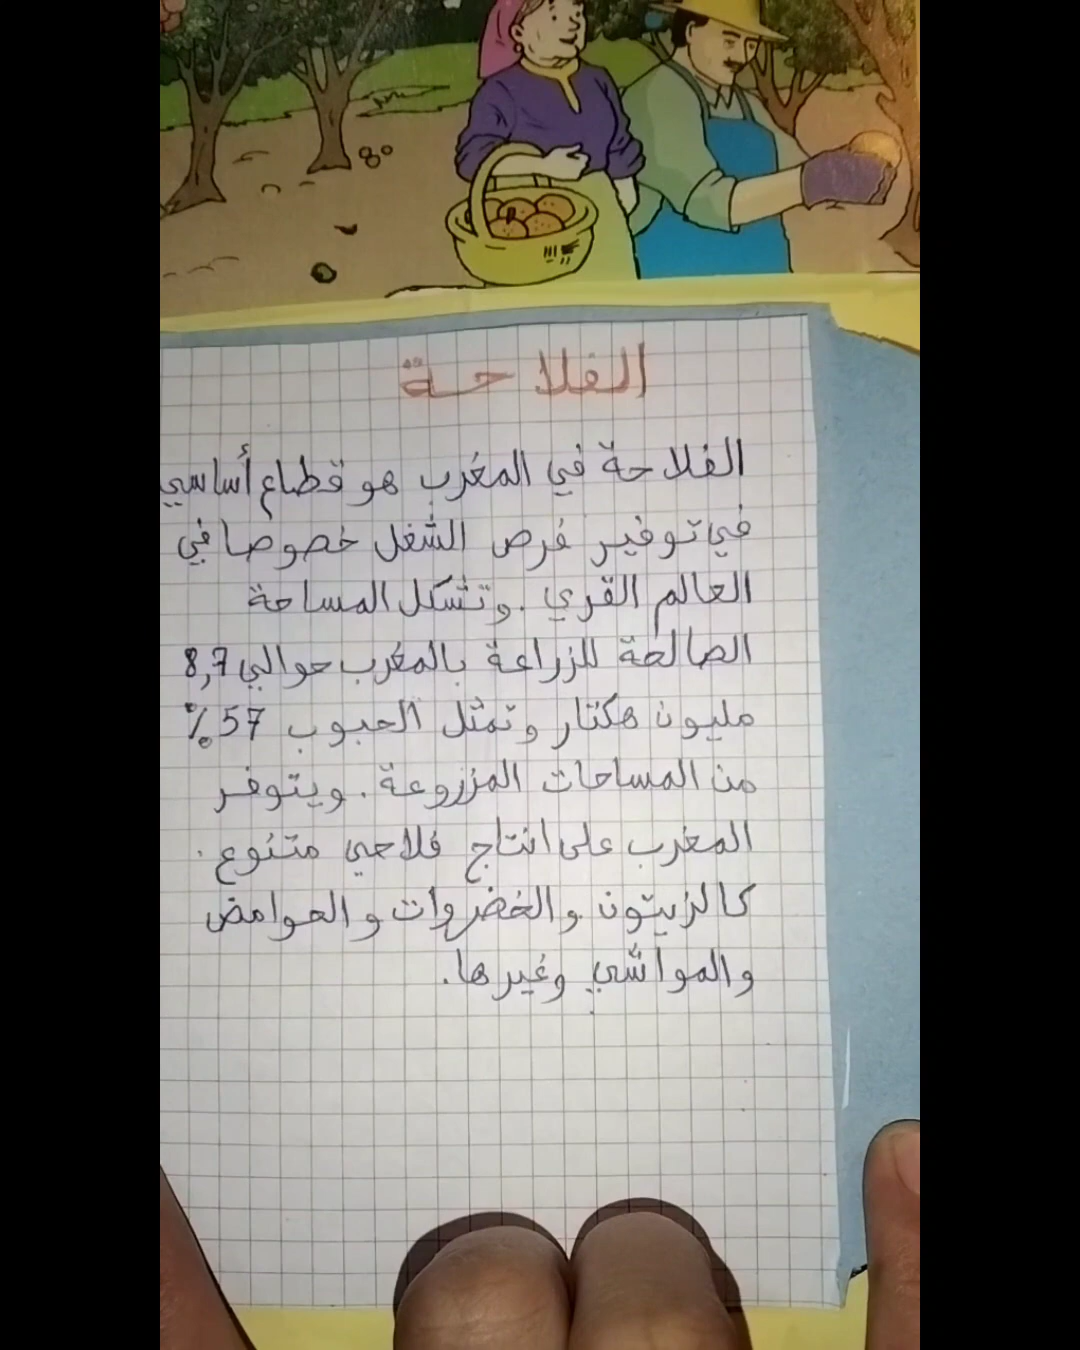 الفلاحة
الفلاحة في المغرب هو قطاع أساسي
في توفير فرص الشغل خصوصا في
العالم القري . وتشكل المساحة
الصالحة للزراعة بالمغرب حوالي 8,7
مليون هكتار وتمثل الحبوب 57%
من المساحات المزروعة . ويتوفر
المغرب على انتاج فلاحي متنوع .
كالزيتون والخضروات والحوامض
والمواشي وغيرها.